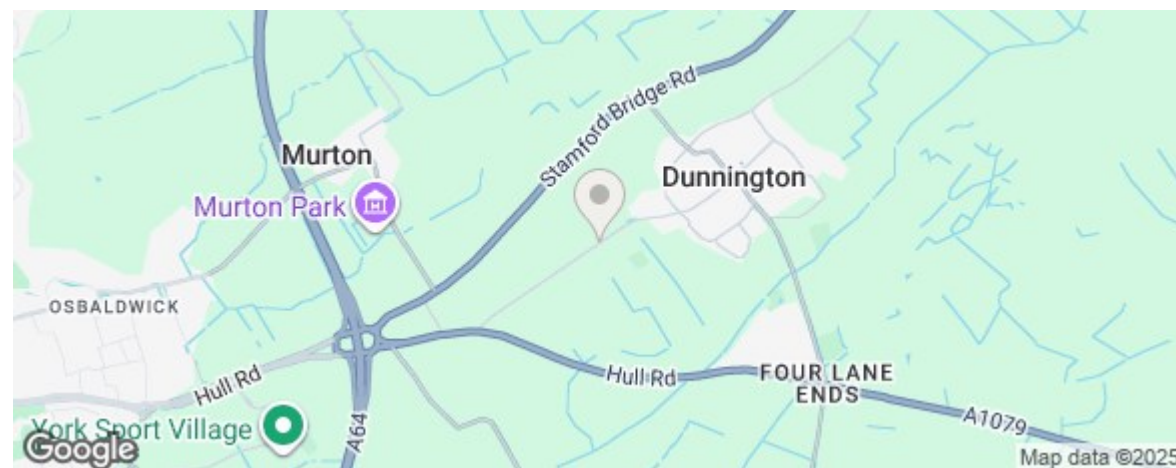 Stamford Bridge Rd
Murton
Dunnington
Murton Park
OSBALDWICK
Hull Rd
Hull Rd
FOUR LANE
ENDS
A64
A1079
York Sport Village
Google
Map data ©2025